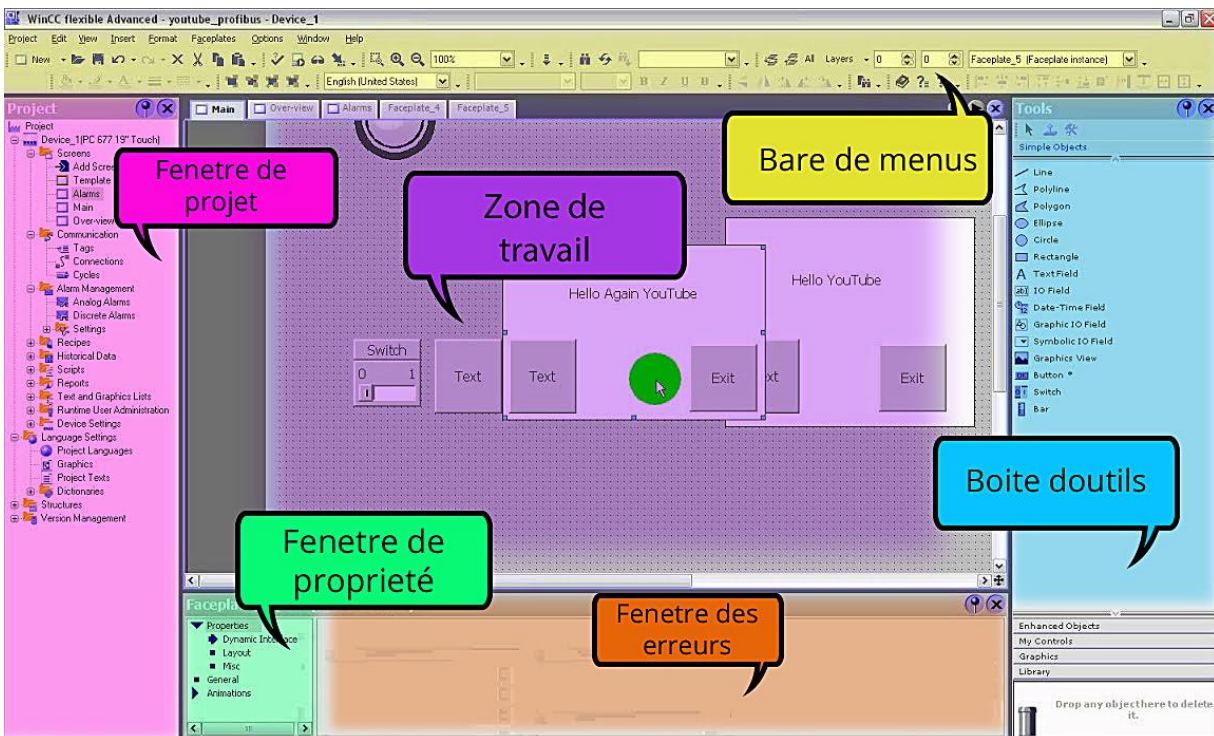 WinCC flexible Advanced - youtube_profibus - Device_1
Project Edit View Insert Format Faceplates Options Window Help
New 100% All Layers 0 0 Faceplate_5 (Faceplate instance)
English (United States) B Z U B
Project
Main Over-view Alarms Faceplate_4 Faceplate_5
Tools
Project
Device_1(PC 677 19" Touch)
Screens
Add Scree
Template
Alarms
Main
Over-view
Communication
Tags
Connections
Cycles
Alarm Management
Analog Alarms
Discrete Alarms
Settings
Recipes
Historical Data
Scripts
Reports
Text and Graphics Lists
Runtime User Administration
Device Settings
Language Settings
Project Languages
Graphics
Project Texts
Dictionaries
Structures
Version Management
Fenetre de
projet
Zone de
travail
Bare de menus
Hello Again YouTube
Hello YouTube
Switch
0 1
Text
Text
Exit
xt
Exit
Simple Objects
Line
Polyline
Polygon
Ellipse
Circle
Rectangle
A TextField
IO Field
Date-Time Field
Graphic IO Field
Symbolic IO Field
Graphics View
Button *
Switch
Bar
Boite doutils
Fenetre de
proprieté
Fenetre des
erreurs
Facepla
Properties
Dynamic Interface
Layout
Misc
General
Animations
Enhanced Objects
My Controls
Graphics
Library
Drop any object here to delete
it.